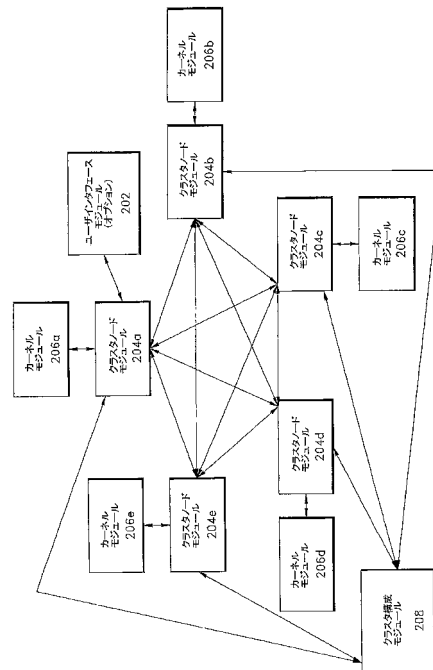 カーネル
モジュール
206b
ユーザインタフェース
モジュール
(オプション)
202
クラスタノード
モジュール
204b
カーネル
モジュール
206a
クラスタノード
モジュール
204a
クラスタノード
モジュール
204c
カーネル
モジュール
206c
カーネル
モジュール
206e
クラスタノード
モジュール
204e
クラスタノード
モジュール
204d
カーネル
モジュール
206d
クラスタ構成
モジュール
208